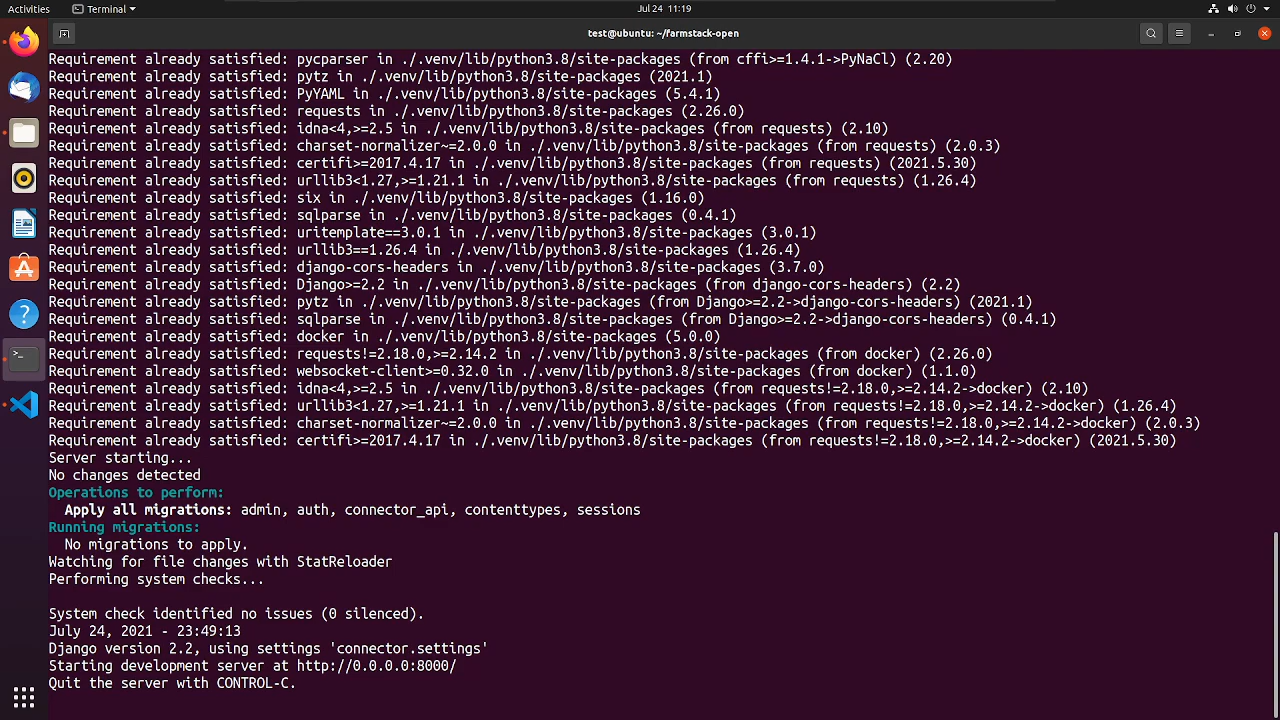 Activities
Terminal
Jul 24 11:19
test@ubuntu: ~/farmstack-open
Requirement already satisfied: pycparser in ./.venv/lib/python3.8/site-packages (from cffi>=1.4.1->PyNaCl) (2.20)
Requirement already satisfied: pytz in ./.venv/lib/python3.8/site-packages (2021.1)
Requirement already satisfied: PyYAML in ./.venv/lib/python3.8/site-packages (5.4.1)
Requirement already satisfied: requests in ./.venv/lib/python3.8/site-packages (2.26.0)
Requirement already satisfied: idna<4,>=2.5 in ./.venv/lib/python3.8/site-packages (from requests) (2.10)
Requirement already satisfied: charset-normalizer~=2.0.0 in ./.venv/lib/python3.8/site-packages (from requests) (2.0.3)
Requirement already satisfied: certifi>=2017.4.17 in ./.venv/lib/python3.8/site-packages (from requests) (2021.5.30)
Requirement already satisfied: urllib3<1.27,>=1.21.1 in ./.venv/lib/python3.8/site-packages (from requests) (1.26.4)
Requirement already satisfied: six in ./.venv/lib/python3.8/site-packages (1.16.0)
Requirement already satisfied: sqlparse in ./.venv/lib/python3.8/site-packages (0.4.1)
Requirement already satisfied: uritemplate==3.0.1 in ./.venv/lib/python3.8/site-packages (3.0.1)
Requirement already satisfied: urllib3==1.26.4 in ./.venv/lib/python3.8/site-packages (1.26.4)
Requirement already satisfied: django-cors-headers in ./.venv/lib/python3.8/site-packages (3.7.0)
Requirement already satisfied: Django>=2.2 in ./.venv/lib/python3.8/site-packages (from django-cors-headers) (2.2)
Requirement already satisfied: pytz in ./.venv/lib/python3.8/site-packages (from Django>=2.2->django-cors-headers) (2021.1)
Requirement already satisfied: sqlparse in ./.venv/lib/python3.8/site-packages (from Django>=2.2->django-cors-headers) (0.4.1)
Requirement already satisfied: docker in ./.venv/lib/python3.8/site-packages (5.0.0)
Requirement already satisfied: requests!=2.18.0,>=2.14.2 in ./.venv/lib/python3.8/site-packages (from docker) (2.26.0)
Requirement already satisfied: websocket-client>=0.32.0 in ./.venv/lib/python3.8/site-packages (from docker) (1.1.0)
Requirement already satisfied: idna<4,>=2.5 in ./.venv/lib/python3.8/site-packages (from requests!=2.18.0,>=2.14.2->docker) (2.10)
Requirement already satisfied: urllib3<1.27,>=1.21.1 in ./.venv/lib/python3.8/site-packages (from requests!=2.18.0,>=2.14.2->docker) (1.26.4)
Requirement already satisfied: charset-normalizer~=2.0.0 in ./.venv/lib/python3.8/site-packages (from requests!=2.18.0,>=2.14.2->docker) (2.0.3)
Requirement already satisfied: certifi>=2017.4.17 in ./.venv/lib/python3.8/site-packages (from requests!=2.18.0,>=2.14.2->docker) (2021.5.30)
Server starting...
No changes detected
Operations to perform:
  Apply all migrations: admin, auth, connector_api, contenttypes, sessions
Running migrations:
  No migrations to apply.
Watching for file changes with StatReloader
Performing system checks...
System check identified no issues (0 silenced).
July 24, 2021 - 23:49:13
Django version 2.2, using settings 'connector.settings'
Starting development server at http://0.0.0.0:8000/
Quit the server with CONTROL-C.